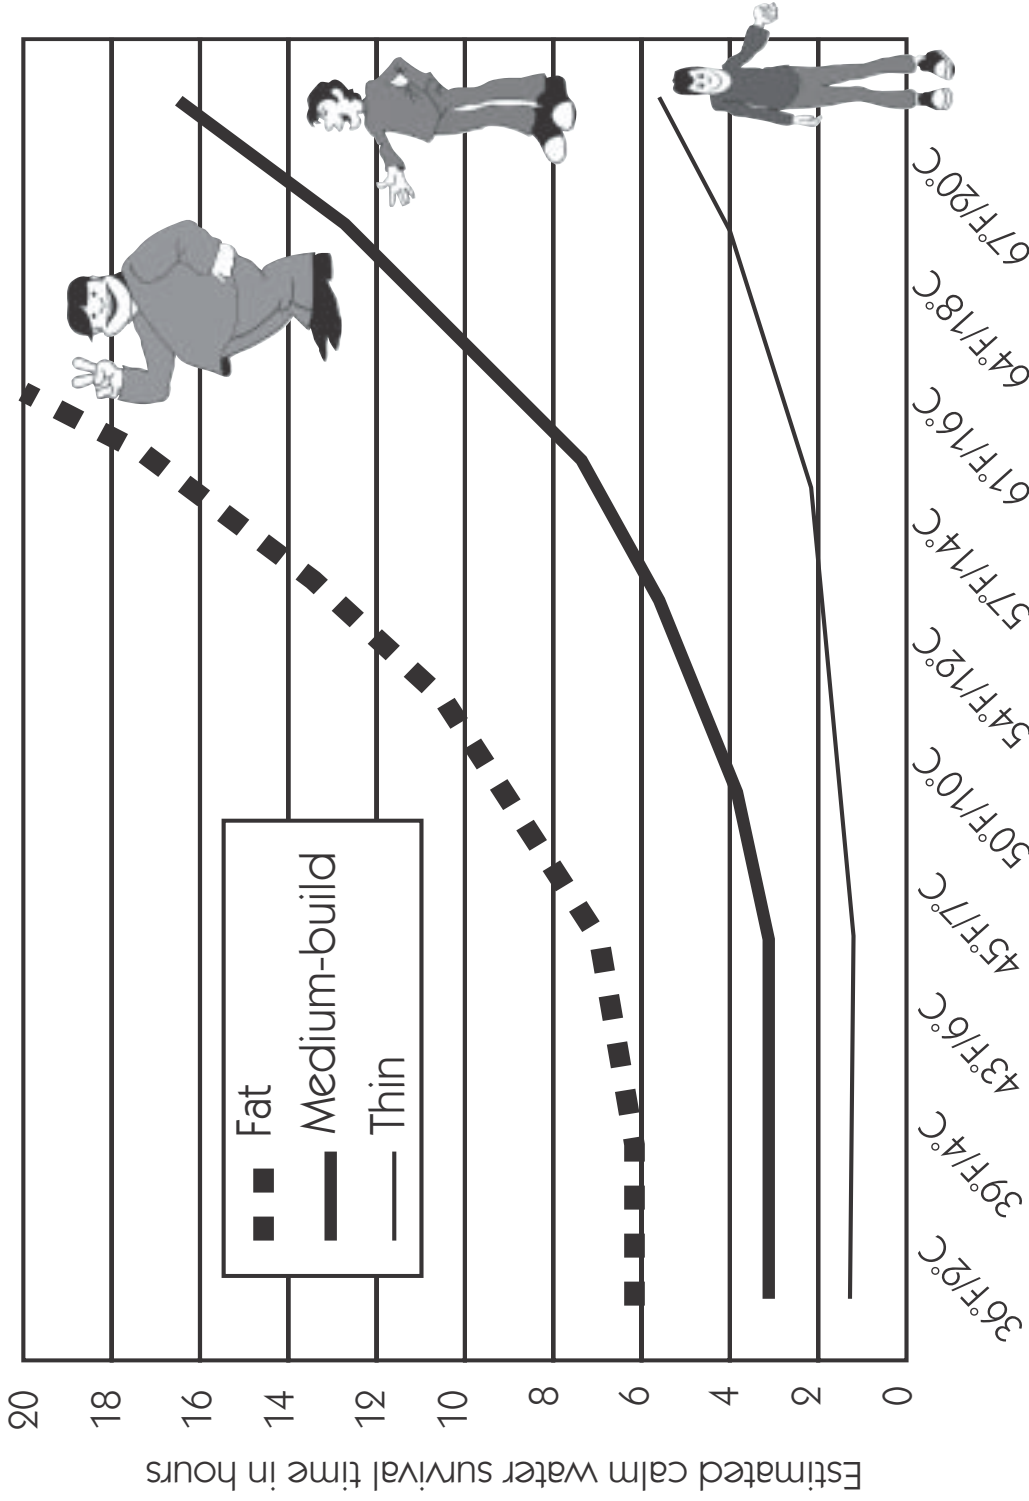 Estimated calm water survival time in hours
20
18
16
14
12
10
8
6
4
2
0
Fat
Medium-build
Thin
36°F/2°C
39°F/4°C
43°F/6°C
45°F/7°C
50°F/10°C
54°F/12°C
57°F/14°C
61°F/16°C
64°F/18°C
67°F/20°C